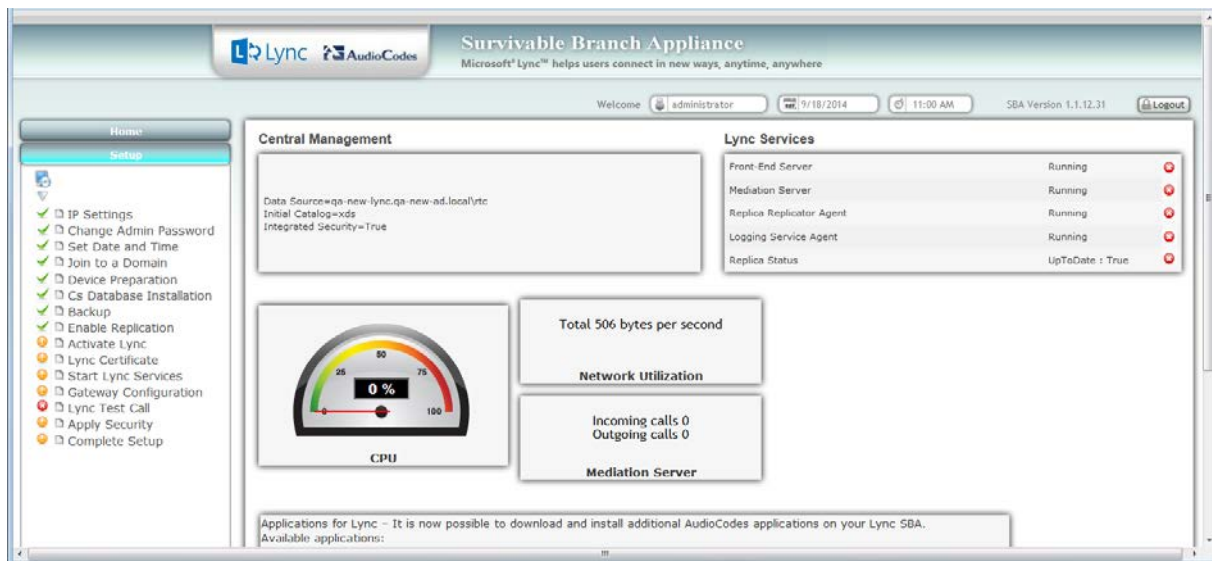 Lync AudioCodes
Survivable Branch Appliance
Microsoft® Lync™ helps users connect in new ways, anytime, anywhere
Welcome administrator 9/18/2014 11:00 AM SBA Version 1.1.12.31 Logout
Home
Setup
IP Settings
Change Admin Password
Set Date and Time
Join to a Domain
Device Preparation
Cs Database Installation
Backup
Enable Replication
Activate Lync
Lync Certificate
Start Lync Services
Gateway Configuration
Lync Test Call
Apply Security
Complete Setup
Central Management
Data Source=qa-new-lync.qa-new-ad.local\rtc
Initial Catalog=xds
Integrated Security=True
Lync Services
Front-End Server Running
Mediation Server Running
Replica Replicator Agent Running
Logging Service Agent Running
Replica Status UpToDate : True
0 25 50 75 100
0 %
CPU
Total 506 bytes per second
Network Utilization
Incoming calls 0
Outgoing calls 0
Mediation Server
Applications for Lync - It is now possible to download and install additional AudioCodes applications on your Lync SBA.
Available applications: